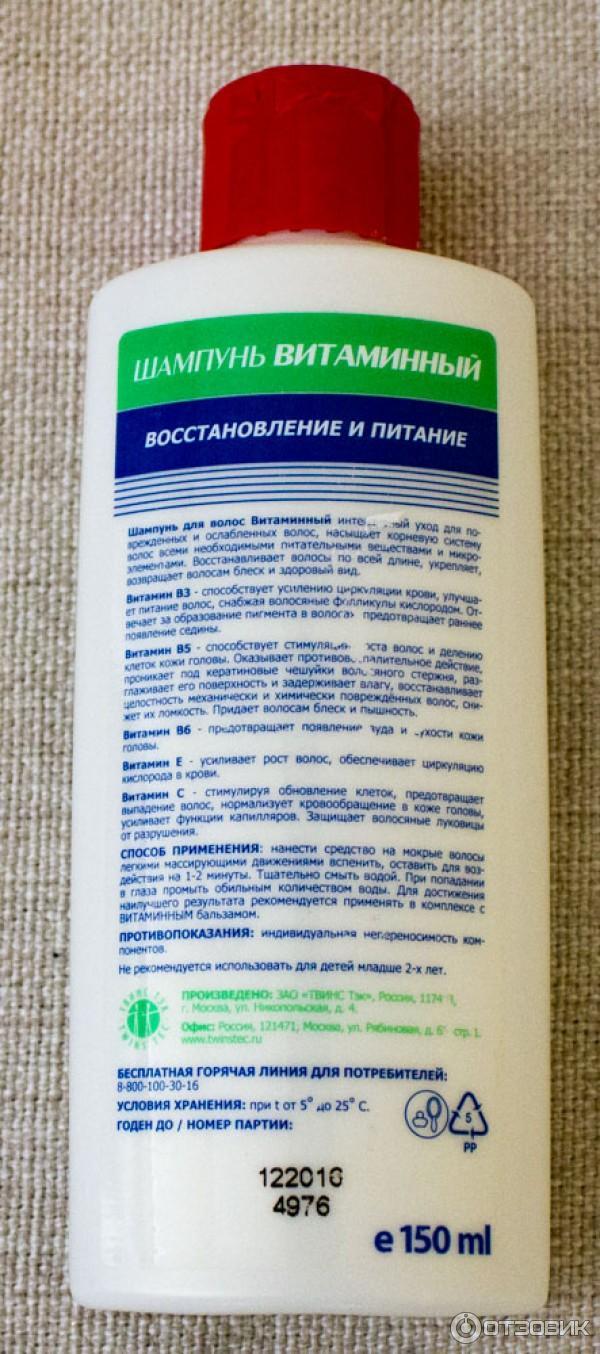 ШАМПУНЬ ВИТАМИННЫЙ
ВОССТАНОВЛЕНИЕ И ПИТАНИЕ
Шампунь для волос Витаминный уход для по-
врежденных и ослабленных волос, насыщает корневую систему
волос всеми необходимыми питательными веществами и микро-
элементами. Восстанавливает волосы по всей длине, укрепляет,
возвращает волосам блеск и здоровый вид.
Витамин B3 - способствует усилению циркуляции крови, улучша-
ет питание волос, снабжая волосяные фолликулы кислородом. От-
вечает за образование пигмента в волосах, предотвращает раннее
появление седины.
Витамин B5 - способствует волос и делению
клеток кожи головы. Оказывает действие,
проникает под кератиновые чешуйки стержня, раз-
глаживает его поверхность и задерживает влагу, восстанавливает
целостность механически и химически повреждённых волос, сни-
жет их ломкость. Придает волосам блеск и пышность.
Витамин B6 - предотвращает появление и сухости кожи
головы.
Витамин Е - усиливает рост волос, обеспечивает циркуляцию
кислорода в крови.
Витамин С - стимулируя обновление клеток, предотвращает
выпадение волос, нормализует кровообращение в коже головы,
усиливает функции капилляров. Защищает волосяные луковицы
от разрушения.
СПОСОБ ПРИМЕНЕНИЯ: нанести средство на мокрые волосы
легкими массирующими движениями вспенить, оставить для воз-
действия на 1-2 минуты. Тщательно смыть водой. При попадании
в глаза промыть обильным количеством воды. Для достижения
наилучшего результата рекомендуется применять в комплексе с
ВИТАМИННЫМ бальзамом.
ПРОТИВОПОКАЗАНИЯ: индивидуальная непереносимость ком-
понентов.
Не рекомендуется использовать для детей младше 2-х лет.
ТВИНС ТЭК
TWINS TEC
ПРОИЗВЕДЕНО: ЗАО «ТВИНС Тэк», Россия,
г. Москва, ул. Никопольская, д. 4.
Офис: Россия, 121471, Москва, ул. Рябиновая, д. стр. 1.
www.twinstec.ru
БЕСПЛАТНАЯ ГОРЯЧАЯ ЛИНИЯ ДЛЯ ПОТРЕБИТЕЛЕЙ:
8-800-100-30-16
УСЛОВИЯ ХРАНЕНИЯ: при t от 5° до 25° С.
ГОДЕН ДО / НОМЕР ПАРТИИ:
5
PP
122016
4976
e 150 ml
ОТЗОВИК